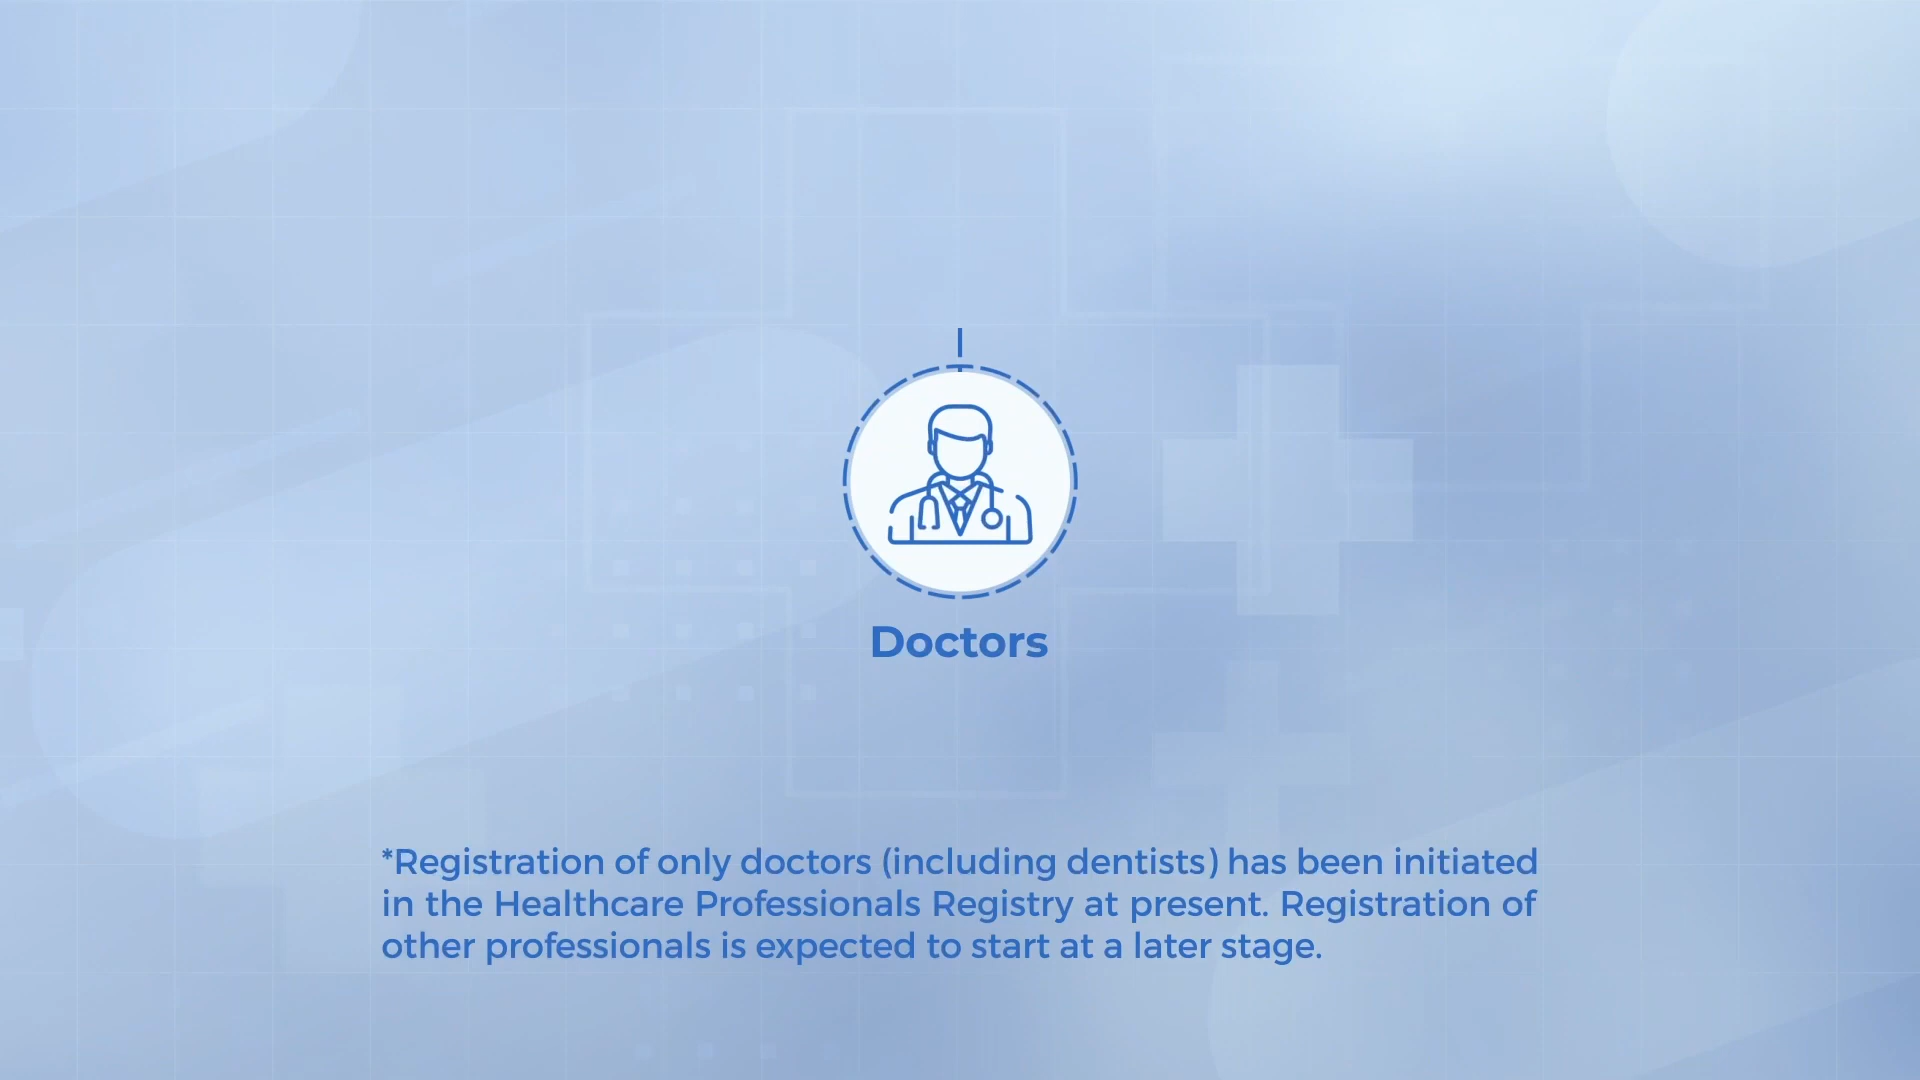 Doctors
*Registration of only doctors (including dentists) has been initiated
in the Healthcare Professionals Registry at present. Registration of
other professionals is expected to start at a later stage.